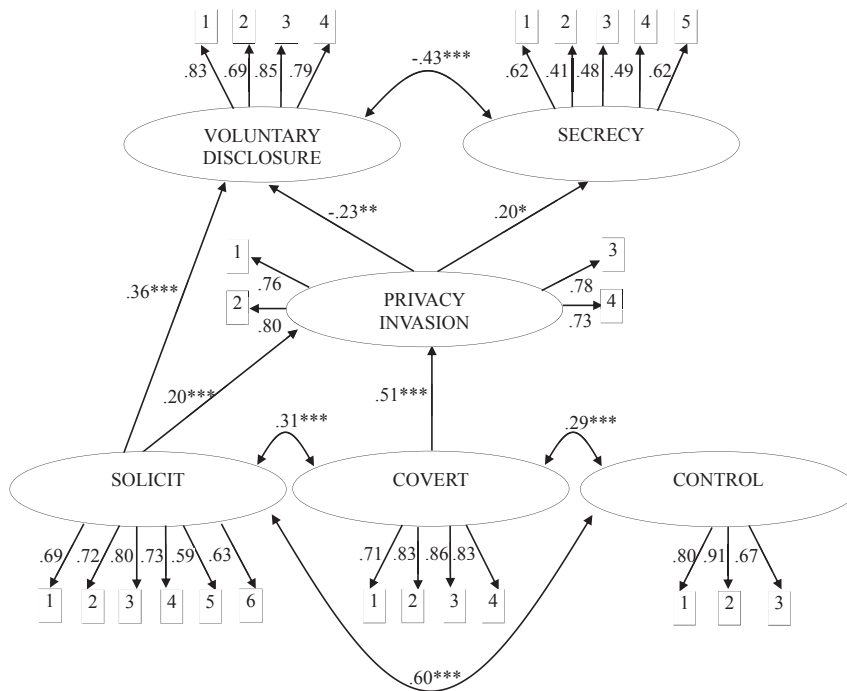 1 2 3 4 1 2 3 4 5
.83 .69 .85 .79 -.43*** .62 .41 .48 .49 .62
VOLUNTARY
DISCLOSURE
SECRECY
-.23** .20*
1 3
.76 .78
.36***
PRIVACY
INVASION
2 4
.80 .73
.20*** .51***
.31*** .29***
SOLICIT COVERT CONTROL
.69 .72 .80 .73 .59 .63 .71 .83 .86 .83 .80 .91 .67
1 2 3 4 5 6 1 2 3 4 1 2 3
.60***